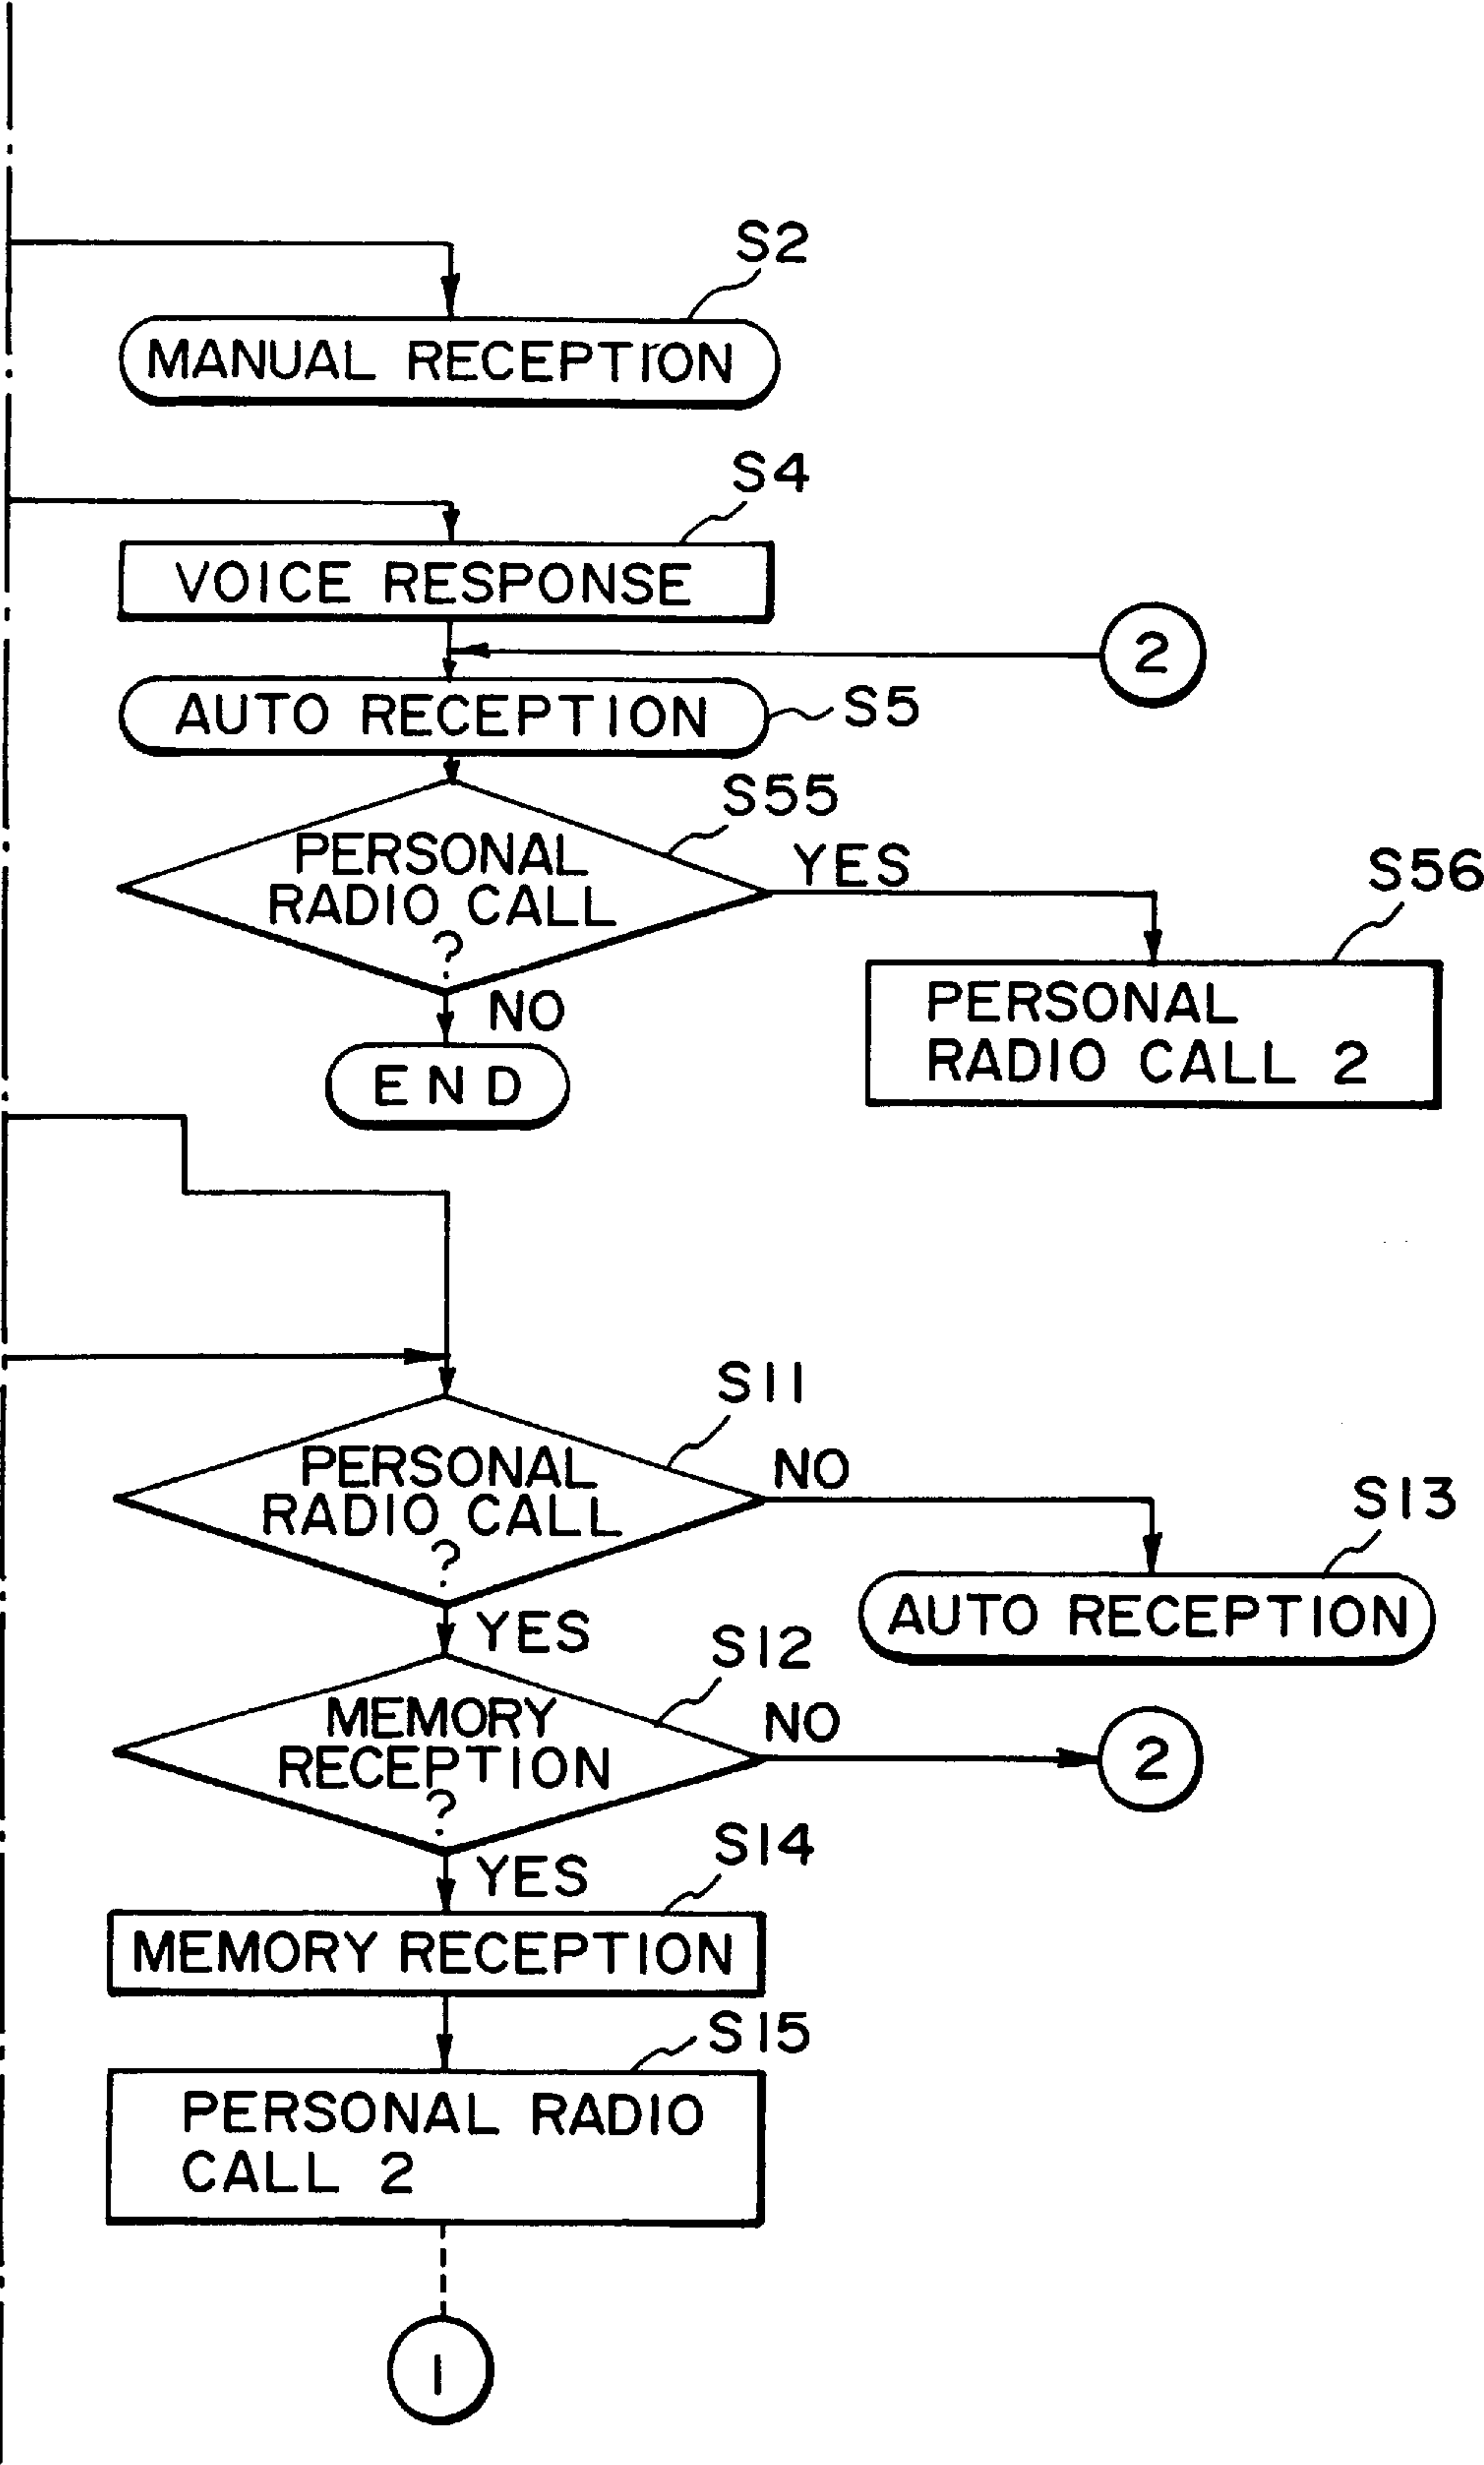 S2
MANUAL RECEPTION
S4
VOICE RESPONSE
2
AUTO RECEPTION
S5
S55
PERSONAL
RADIO CALL
?
YES
S56
PERSONAL
RADIO CALL 2
NO
END
S11
PERSONAL
RADIO CALL
?
NO
S13
AUTO RECEPTION
YES
S12
MEMORY
RECEPTION
?
NO
2
YES
S14
MEMORY RECEPTION
S15
PERSONAL RADIO
CALL 2
1